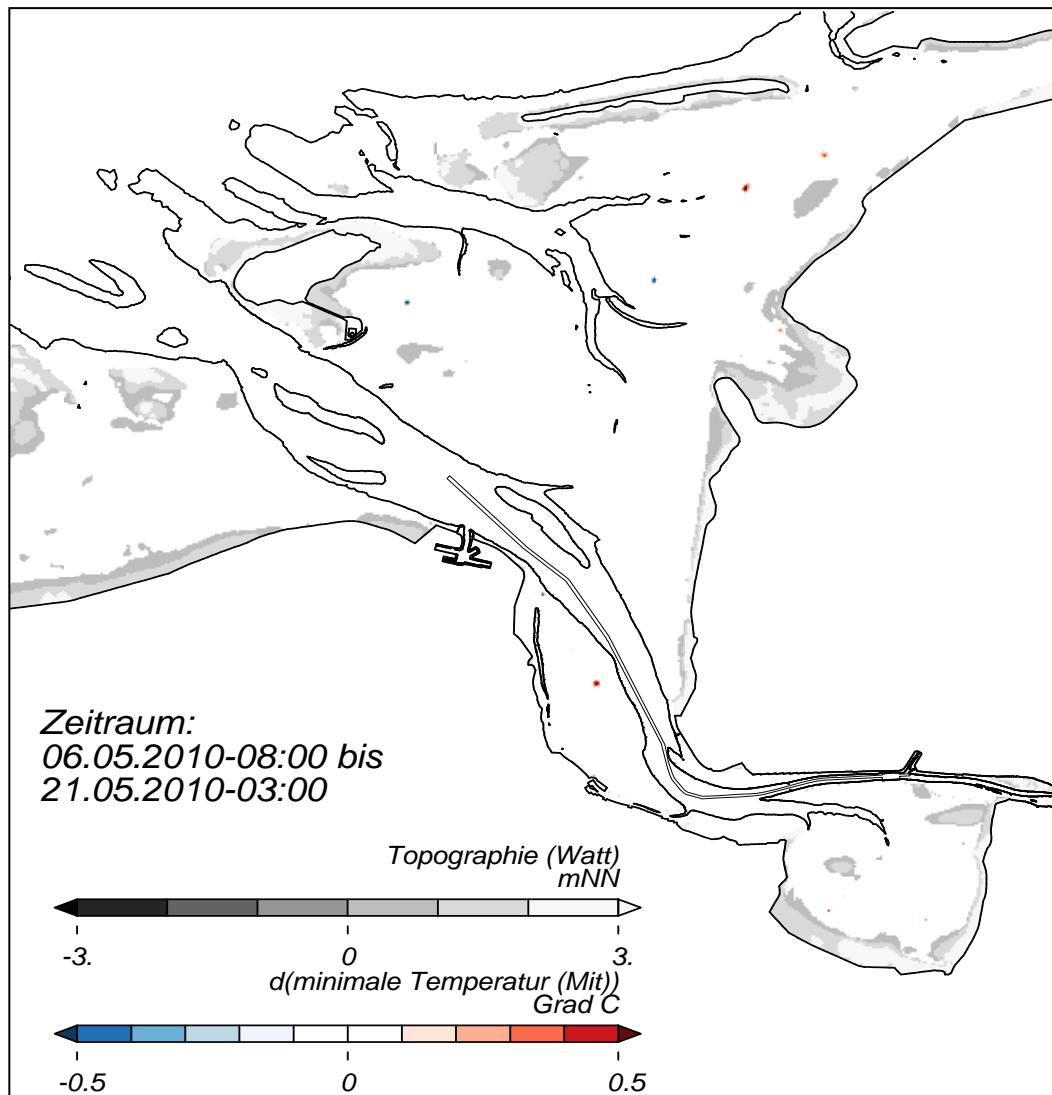 Zeitraum:
06.05.2010-08:00 bis
21.05.2010-03:00
Topographie (Watt)
mNN
-3. 0 3.
d(minimale Temperatur (Mit))
Grad C
-0.5 0 0.5